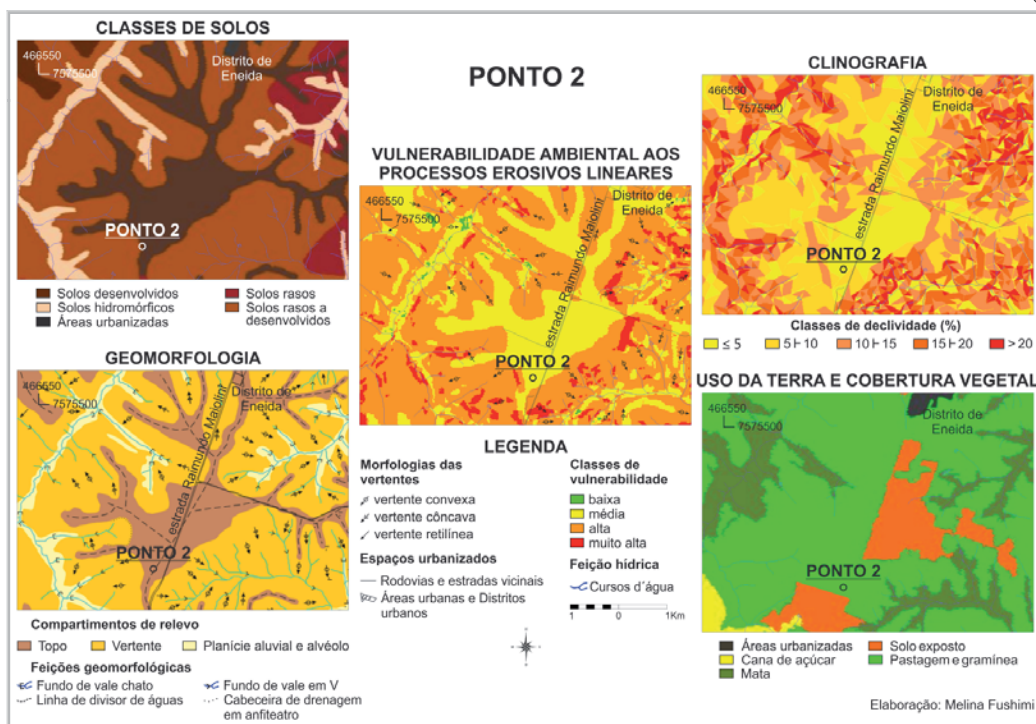 CLASSES DE SOLOS
466550
7575500
Distrito de
Eneida
PONTO 2
Solos desenvolvidos
Solos hidromórficos
Áreas urbanizadas
Solos rasos
Solos rasos a
desenvolvidos
GEOMORFOLOGIA
466550
7575500
Distrito de
Eneida
estrada Raimundo Maiolini
PONTO 2
Compartimentos de relevo
Topo
Vertente
Planície aluvial e alvéolo
Feições geomorfológicas
Fundo de vale chato
Linha de divisor de águas
Fundo de vale em V
Cabeceira de drenagem
em anfiteatro
PONTO 2
VULNERABILIDADE AMBIENTAL AOS
PROCESSOS EROSIVOS LINEARES
466550
7575500
Distrito de
Eneida
estrada Raimundo Maiolini
PONTO 2
LEGENDA
Morfologias das
vertentes
vertente convexa
vertente côncava
vertente retilínea
Espaços urbanizados
Rodovias e estradas vicinais
Áreas urbanas e Distritos
urbanos
Classes de
vulnerabilidade
baixa
média
alta
muito alta
Feição hídrica
Cursos d´água
1 0 1Km
CLINOGRAFIA
466550
7575500
Distrito de
Eneida
estrada Raimundo Maiolini
PONTO 2
Classes de declividade (%)
≤ 5
5⊦10
10⊦15
15⊦20
> 20
USO DA TERRA E COBERTURA VEGETAL
466550
7575500
Distrito de
Eneida
PONTO 2
Áreas urbanizadas
Cana de açúcar
Mata
Solo exposto
Pastagem e gramínea
Elaboração: Melina Fushimi